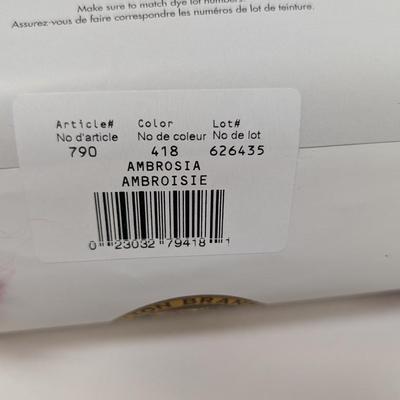 Make sure to match dye lot numbers.
Assurez-vous de faire correspondre les numéros de lot de teinture.
Article# Color Lot#
No d'article No de coleur No de lot
790 418 626435
AMBROSIA
AMBROISIE
0 23032 79418 1